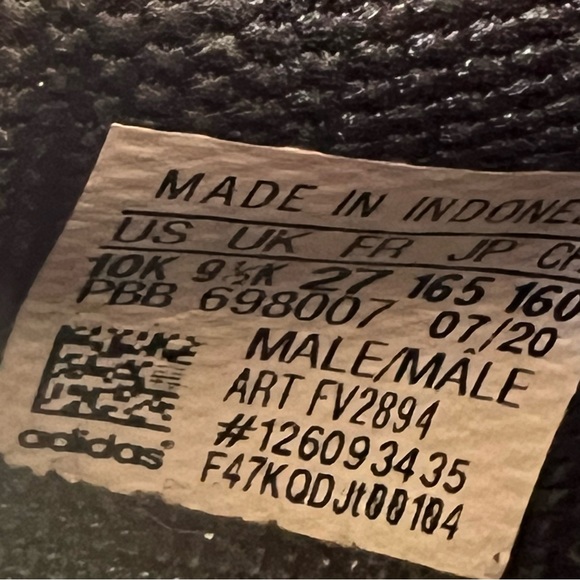 MADE IN INDONE
US UK FR JP CH
10K 9½K 27 165 160
PBB 698007 07/20
MALE/MÂLE
ART FV2894
#126093435
F47KQDJt00104
adidas®